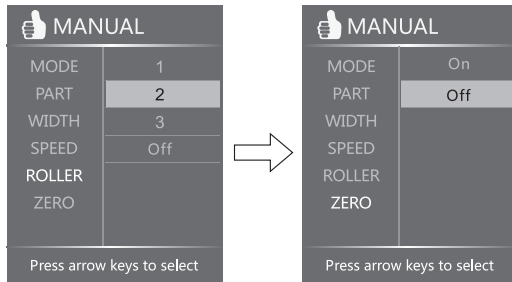 MANUAL
MODE 1
PART 2
WIDTH 3
SPEED Off
ROLLER
ZERO
Press arrow keys to select
MANUAL
MODE On
PART Off
WIDTH
SPEED
ROLLER
ZERO
Press arrow keys to select